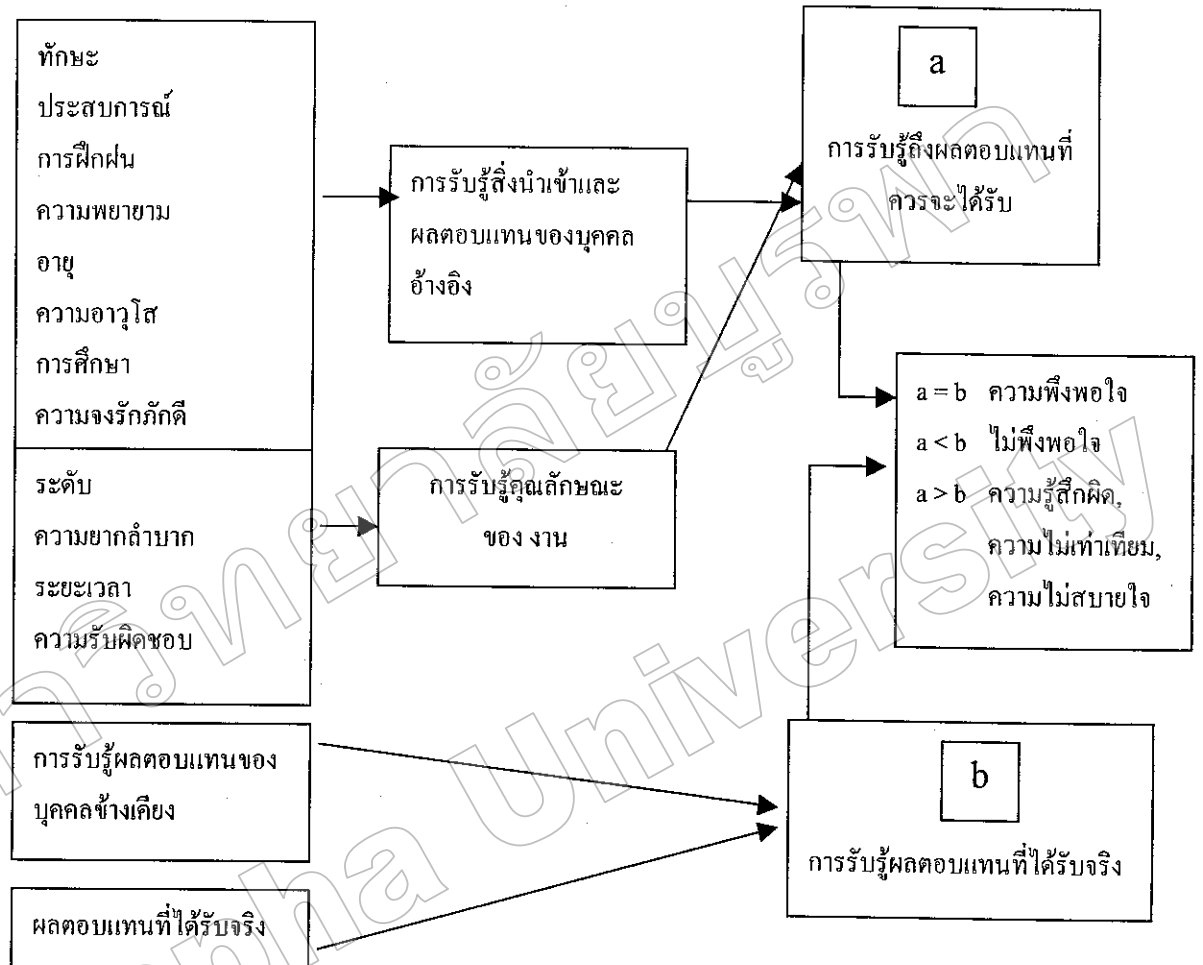 ทักษะ
ประสบการณ์
การฝึกฝน
ความพยายาม
อายุ
ความอาวุโส
การศึกษา
ความจงรักภักดี
ระดับ
ความยากลำบาก
ระยะเวลา
ความรับผิดชอบ
การรับรู้ผลตอบแทนของ
บุคคลข้างเคียง
ผลตอบแทนที่ได้รับจริง
การรับรู้สิ่งนำเข้าและ
ผลตอบแทนของบุคคล
อ้างอิง
การรับรู้คุณลักษณะ
ของ งาน
a
การรับรู้ถึงผลตอบแทนที่
ควรจะได้รับ
a = b ความพึงพอใจ
a < b ไม่พึงพอใจ
a > b ความรู้สึกผิด,
ความไม่เท่าเทียม,
ความไม่สบายใจ
b
การรับรู้ผลตอบแทนที่ได้รับจริง
มหาวิทยาลัยบูรพา
Burapha University